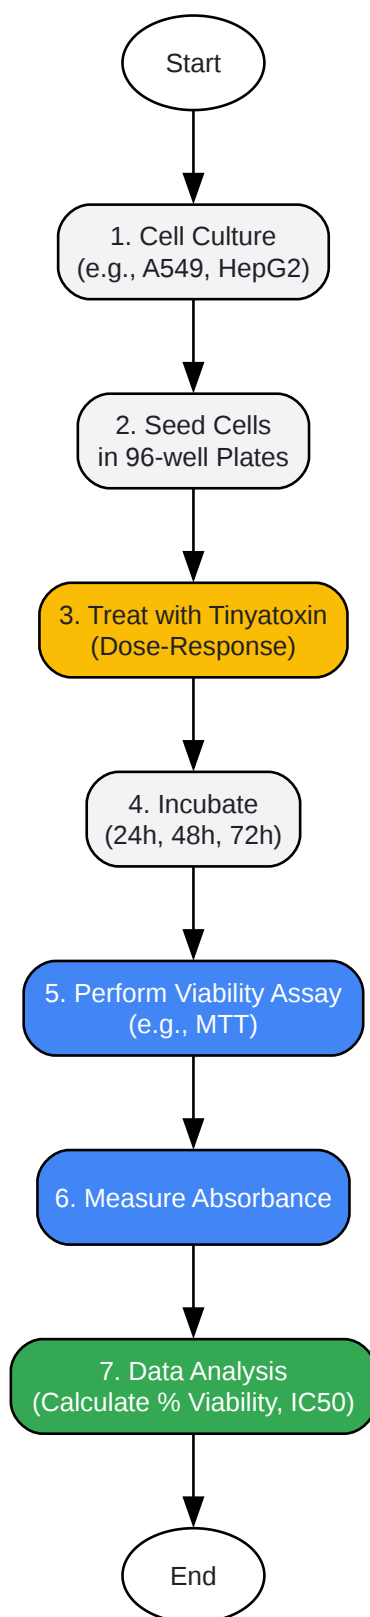 Start
1. Cell Culture
(e.g., A549, HepG2)
2. Seed Cells
in 96-well Plates
3. Treat with Tinyatoxin
(Dose-Response)
4. Incubate
(24h, 48h, 72h)
5. Perform Viability Assay
(e.g., MTT)
6. Measure Absorbance
7. Data Analysis
(Calculate % Viability, IC50)
End